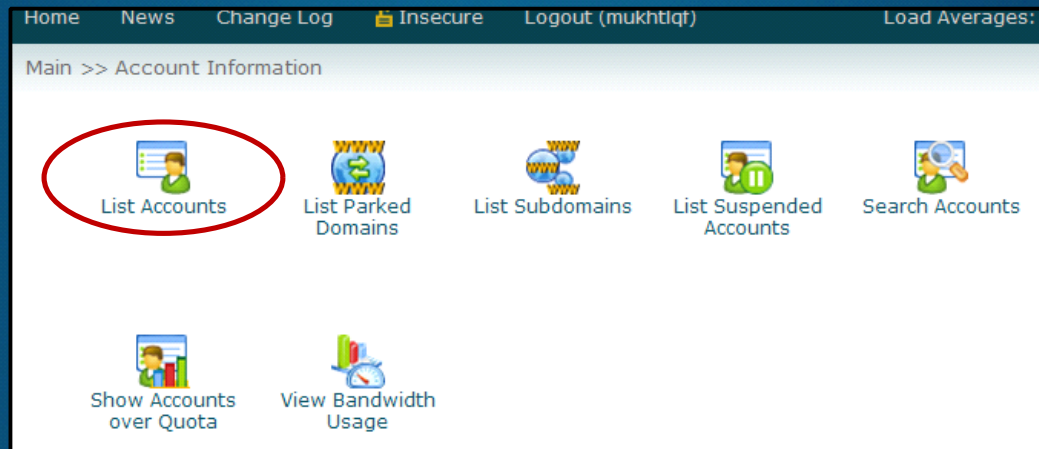 Home News Change Log Insecure Logout (mukhtlqf) Load Averages:
Main >> Account Information
List Accounts
List Parked
Domains
List Subdomains
List Suspended
Accounts
Search Accounts
Show Accounts
over Quota
View Bandwidth
Usage